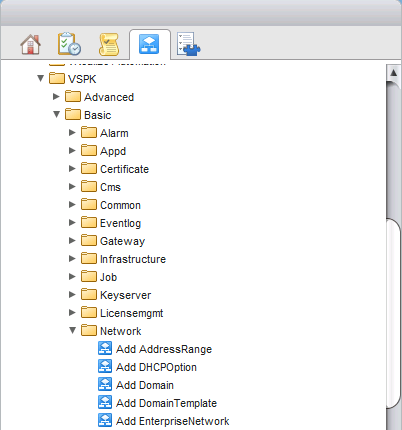 VSPK
Advanced
Basic
Alarm
Appd
Certificate
Cms
Common
Eventlog
Gateway
Infrastructure
Job
Keyserver
Licensemgmt
Network
Add AddressRange
Add DHCPOption
Add Domain
Add DomainTemplate
Add EnterpriseNetwork